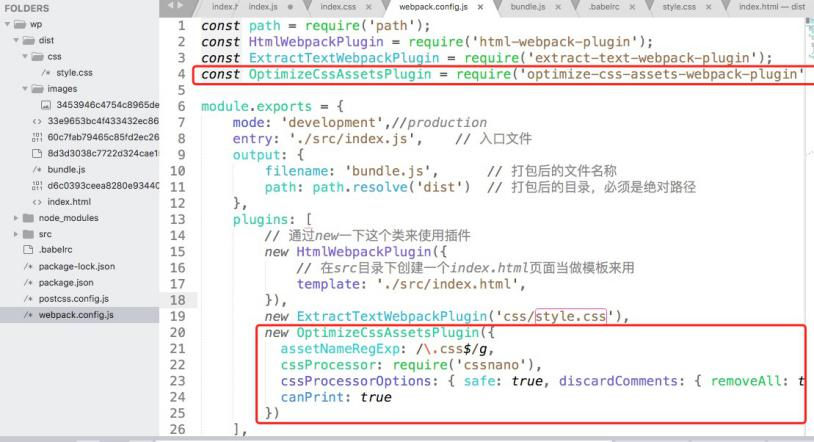 FOLDERS
wp
dist
css
style.css
images
3453946c4754c8965de
33e9653bc4f433432ec86
60c7fab79465c85fd2ec26
8d3d3038c7722d324cae1
bundle.js
d6c0393ceea8280e93440
index.html
node_modules
src
.babelrc
package-lock.json
package.json
postcss.config.js
webpack.config.js
index.h index.js index.css webpack.config.js bundle.js .babelrc style.css index.html — dist
1 const path = require('path');
2 const HtmlWebpackPlugin = require('html-webpack-plugin');
3 const ExtractTextWebpackPlugin = require('extract-text-webpack-plugin');
4 const OptimizeCssAssetsPlugin = require('optimize-css-assets-webpack-plugin'
5
6 module.exports = {
7 mode: 'development',//production
8 entry: './src/index.js', // 入口文件
9 output: {
10 filename: 'bundle.js', // 打包后的文件名称
11 path: path.resolve('dist') // 打包后的目录，必须是绝对路径
12 },
13 plugins: [
14 // 通过new一下这个类来使用插件
15 new HtmlWebpackPlugin({
16 // 在src目录下创建一个index.html页面当做模板来用
17 template: './src/index.html',
18 }),
19 new ExtractTextWebpackPlugin('css/style.css'),
20 new OptimizeCssAssetsPlugin({
21 assetNameRegExp: /\.css$/g,
22 cssProcessor: require('cssnano'),
23 cssProcessorOptions: { safe: true, discardComments: { removeAll: t
24 canPrint: true
25 })
26 ],